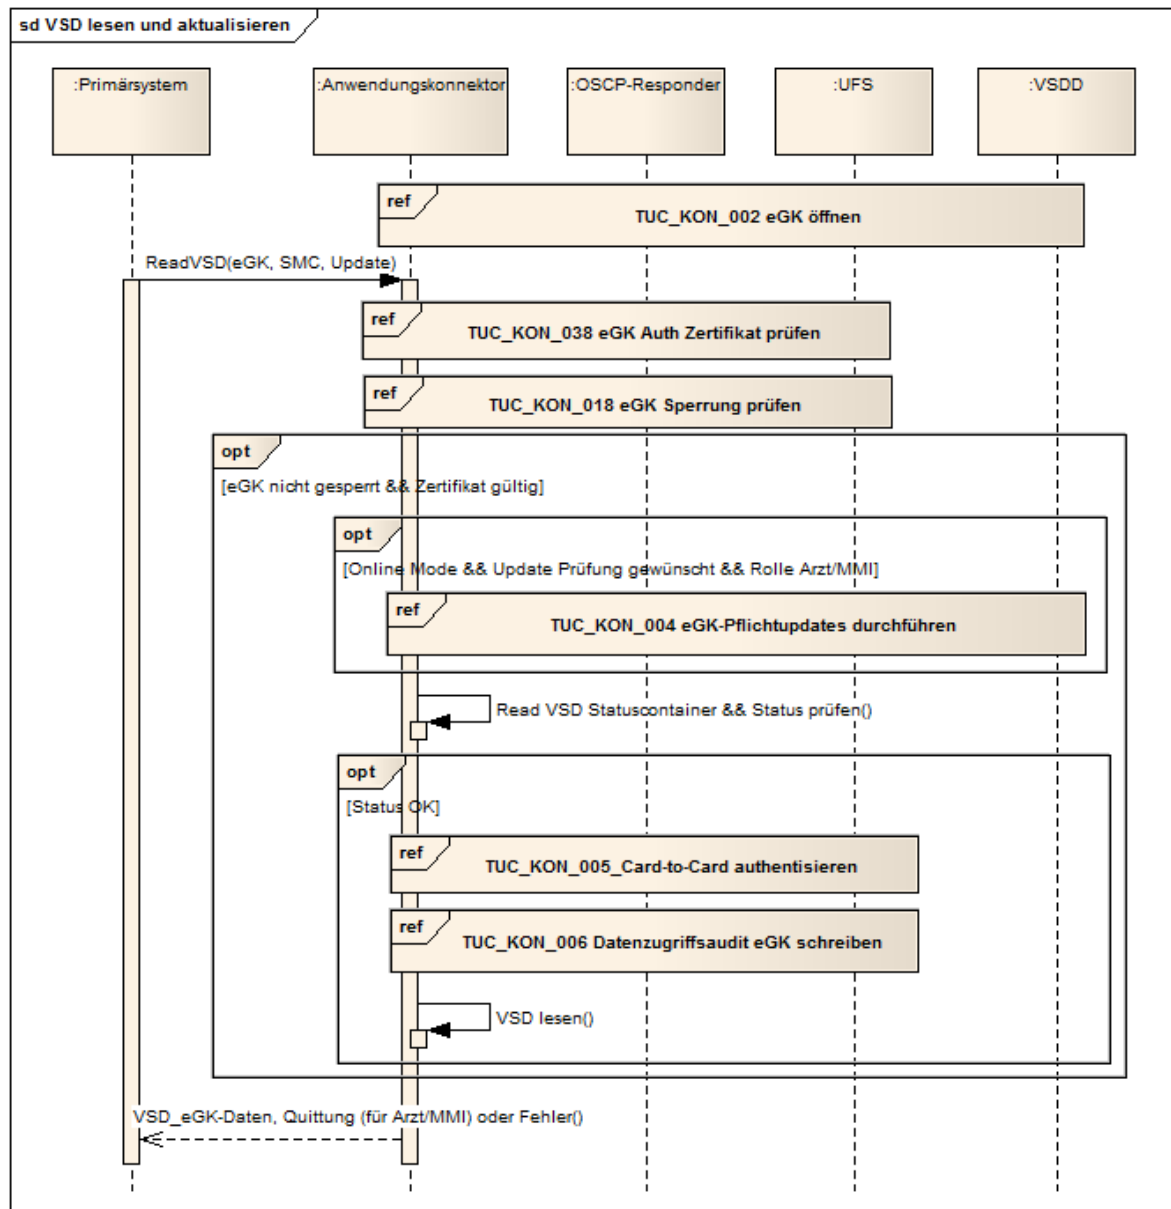 sd VSD lesen und aktualisieren
:Primärsystem
:Anwendungskonnektor
:OSCP-Responder
:UFS
:VSDD
ref
TUC_KON_002 eGK öffnen
ReadVSD(eGK, SMC, Update)
ref
TUC_KON_038 eGK Auth Zertifikat prüfen
ref
TUC_KON_018 eGK Sperrung prüfen
opt
[eGK nicht gesperrt && Zertifikat gültig]
opt
[Online Mode && Update Prüfung gewünscht && Rolle Arzt/MMI]
ref
TUC_KON_004 eGK-Pflichtupdates durchführen
Read VSD Statuscontainer && Status prüfen()
opt
[Status OK]
ref
TUC_KON_005_Card-to-Card authentisieren
ref
TUC_KON_006 Datenzugriffsaudit eGK schreiben
VSD lesen()
VSD_eGK-Daten, Quittung (für Arzt/MMI) oder Fehler()